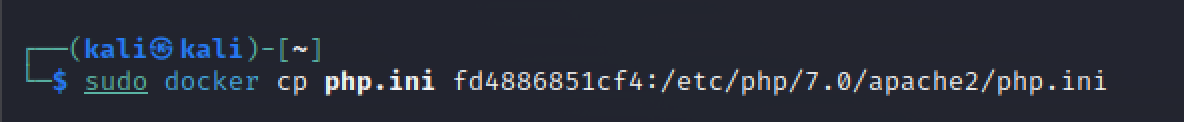 ┌──(kali㉿kali)-[~]
└─$ sudo docker cp php.ini fd4886851cf4:/etc/php/7.0/apache2/php.ini